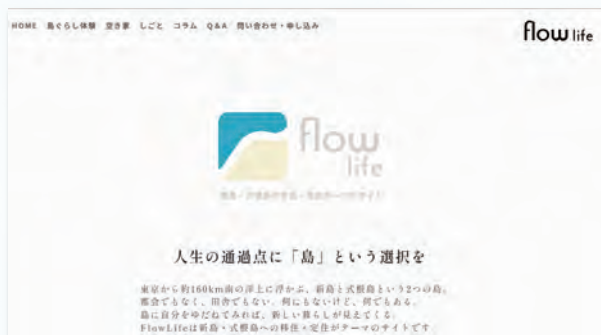 HOME 島ぐらし体験 空き家 しごと コラム Q&A 問い合わせ・申し込み
flow life
flow
life
人生の通過点に「島」という選択を
東京から約160km南の洋上に浮かぶ、新島と式根島という2つの島。
都会でもなく、田舎でもない。何にもないけど、何でもある。
島に自分をゆだねてみれば、新しい暮らしが見えてくる。
FlowLifeは新島・式根島への移住・定住がテーマのサイトです